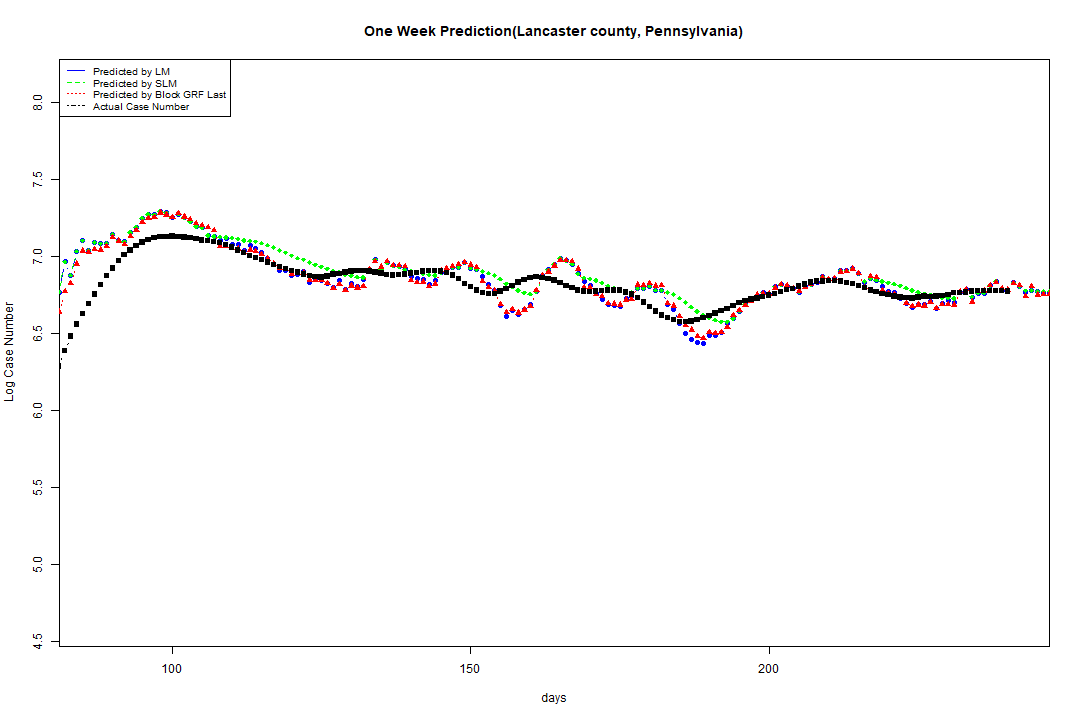 One Week Prediction(Lancaster county, Pennsylvania)
Predicted by LM
Predicted by SLM
Predicted by Block GRF Last
Actual Case Number
8.0
7.5
7.0
6.5
6.0
5.5
5.0
4.5
Log Case Number
100 150 200
days